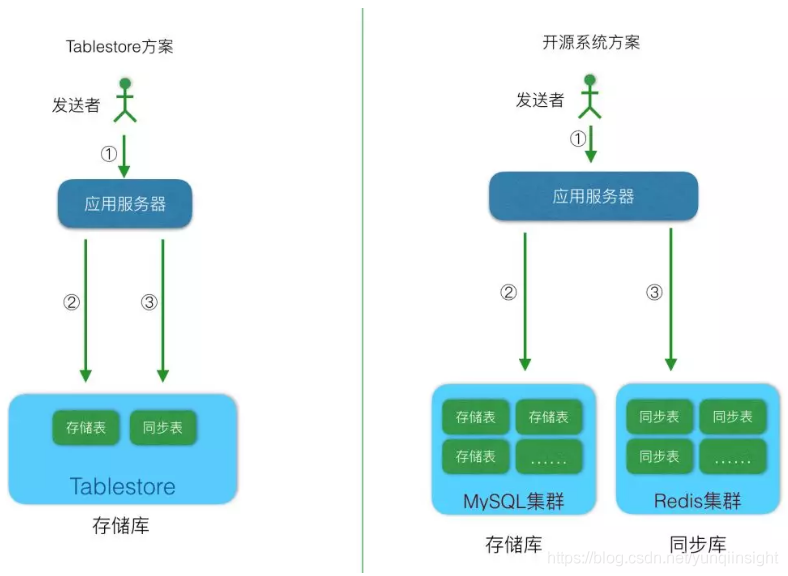 Tablestore方案
发送者
①
应用服务器
②
③
存储表
同步表
Tablestore
存储库
开源系统方案
发送者
①
应用服务器
②
③
存储表
存储表
存储表
……
MySQL集群
存储库
同步表
同步表
同步表
……
Redis集群
同步库
https://blog.csdn.net/yunqiinsight